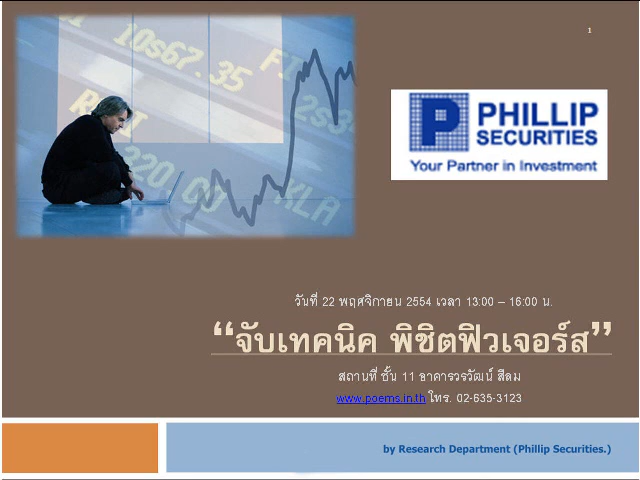 1
10s67.35
PHILLIP
SECURITIES
Your Partner in Investment
วันที่ 22 พฤศจิกายน 2554 เวลา 13:00 – 16:00 น.
“จับเทคนิค พิชิตฟิวเจอร์ส”
สถานที่ ชั้น 11 อาคารวรวัฒน์ สีลม
www.poems.in.th โทร. 02-635-3123
by Research Department (Phillip Securities.)